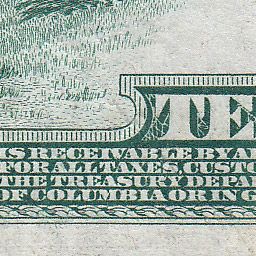 TE
IS RECEIVABLE BY AL
FOR ALL TAXES, CUSTO
THE TREASURY DEPA
OF COLUMBIA OR IN G